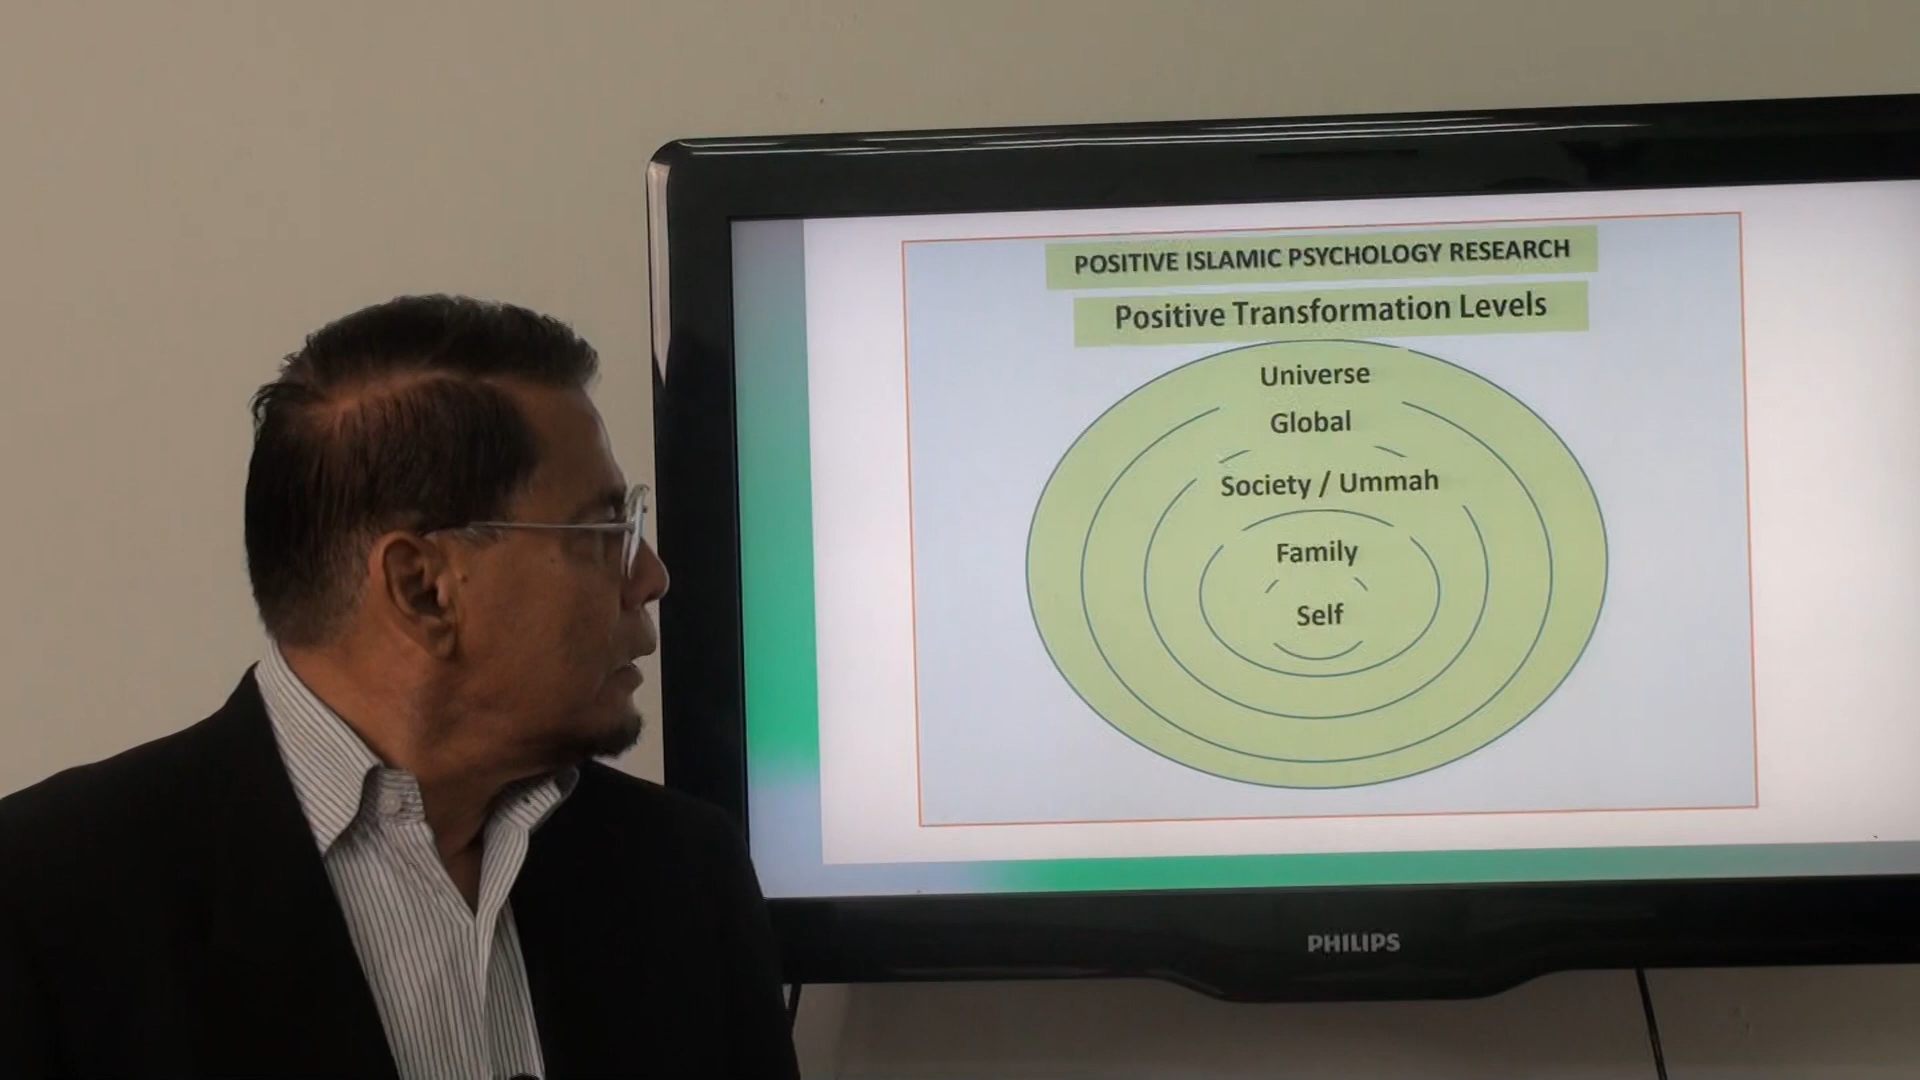 POSITIVE ISLAMIC PSYCHOLOGY RESEARCH
Positive Transformation Levels
Universe
Global
Society / Ummah
Family
Self
PHILIPS